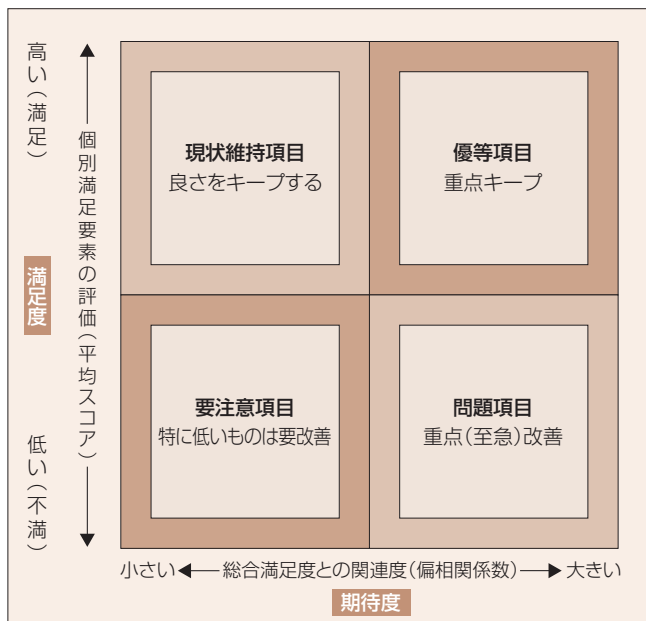 高い(満足)
個別満足要素の評価(平均スコア)
満足度
低い(不満)
現状維持項目
良さをキープする
優等項目
重点キープ
要注意項目
特に低いものは要改善
問題項目
重点(至急)改善
小さい
総合満足度との関連度(偏相関係数)
大きい
期待度